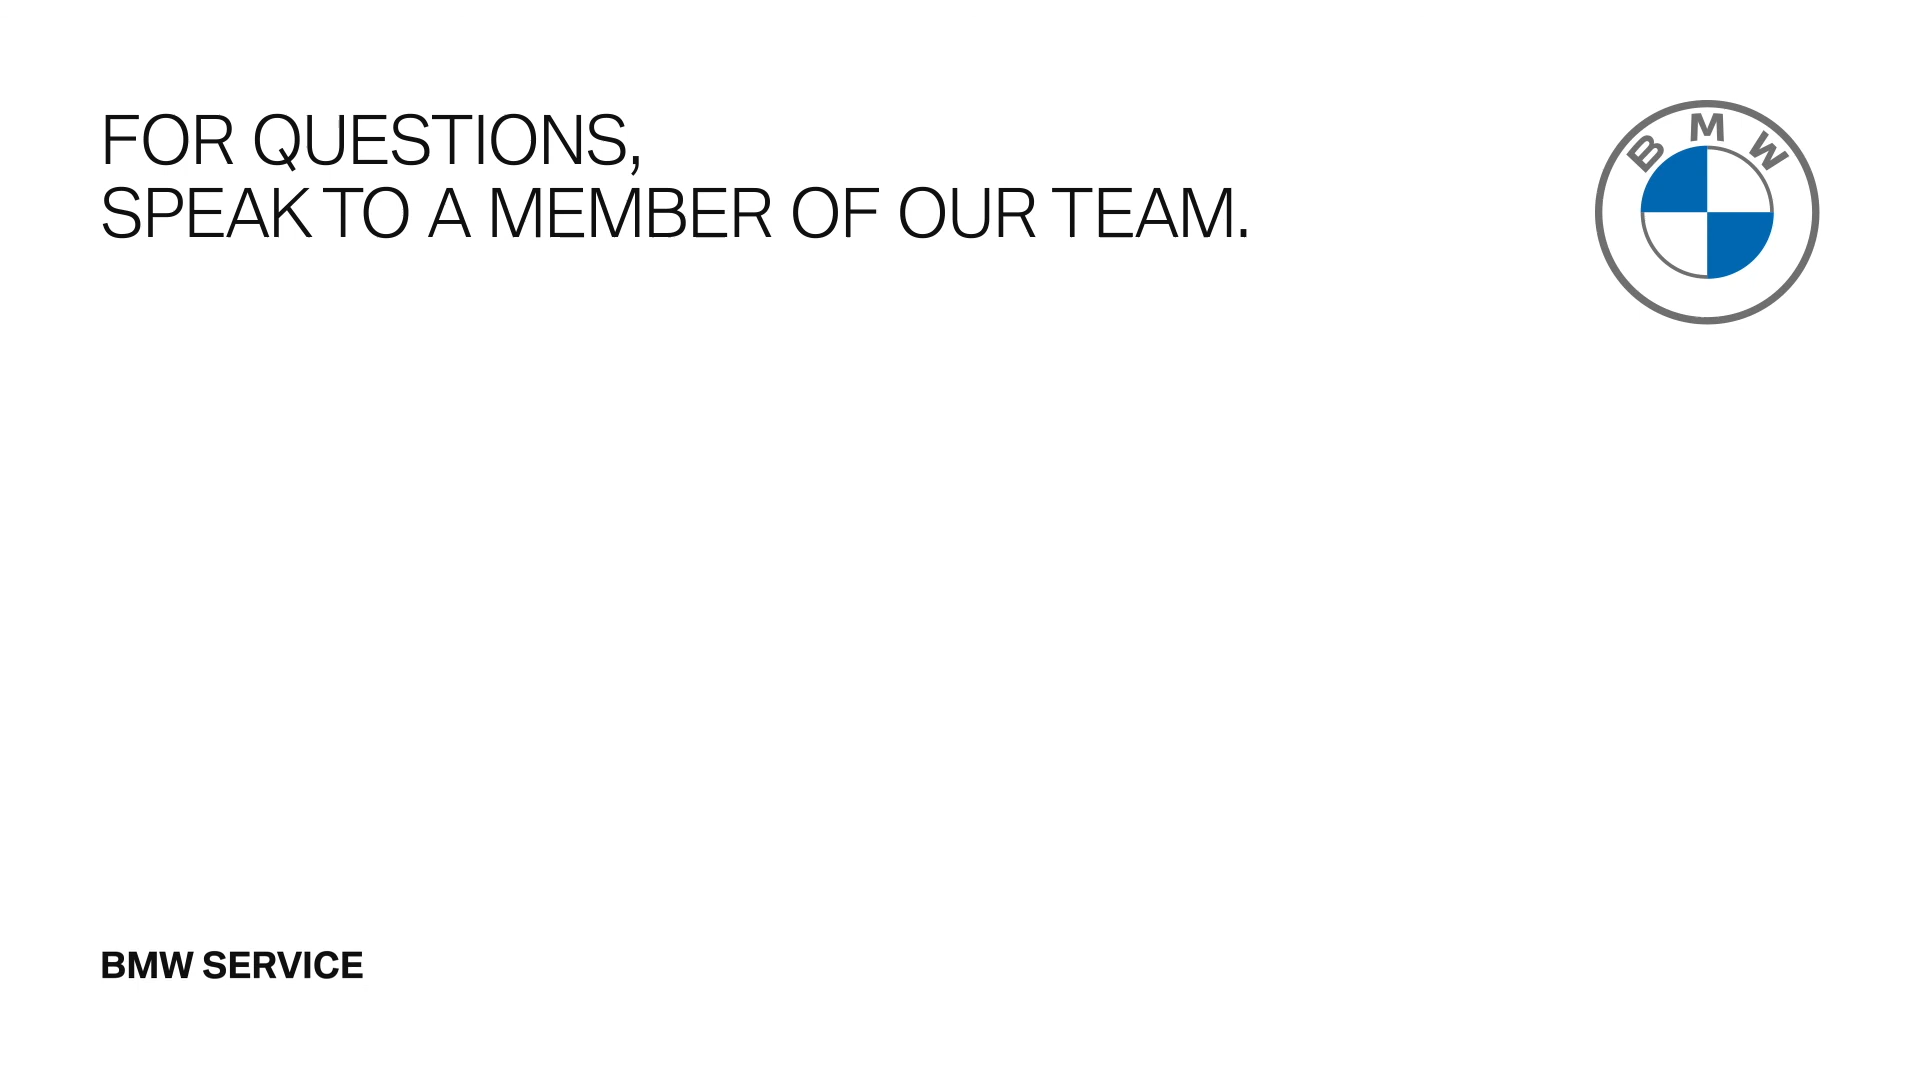 FOR QUESTIONS,
SPEAK TO A MEMBER OF OUR TEAM.
BMW
BMW SERVICE